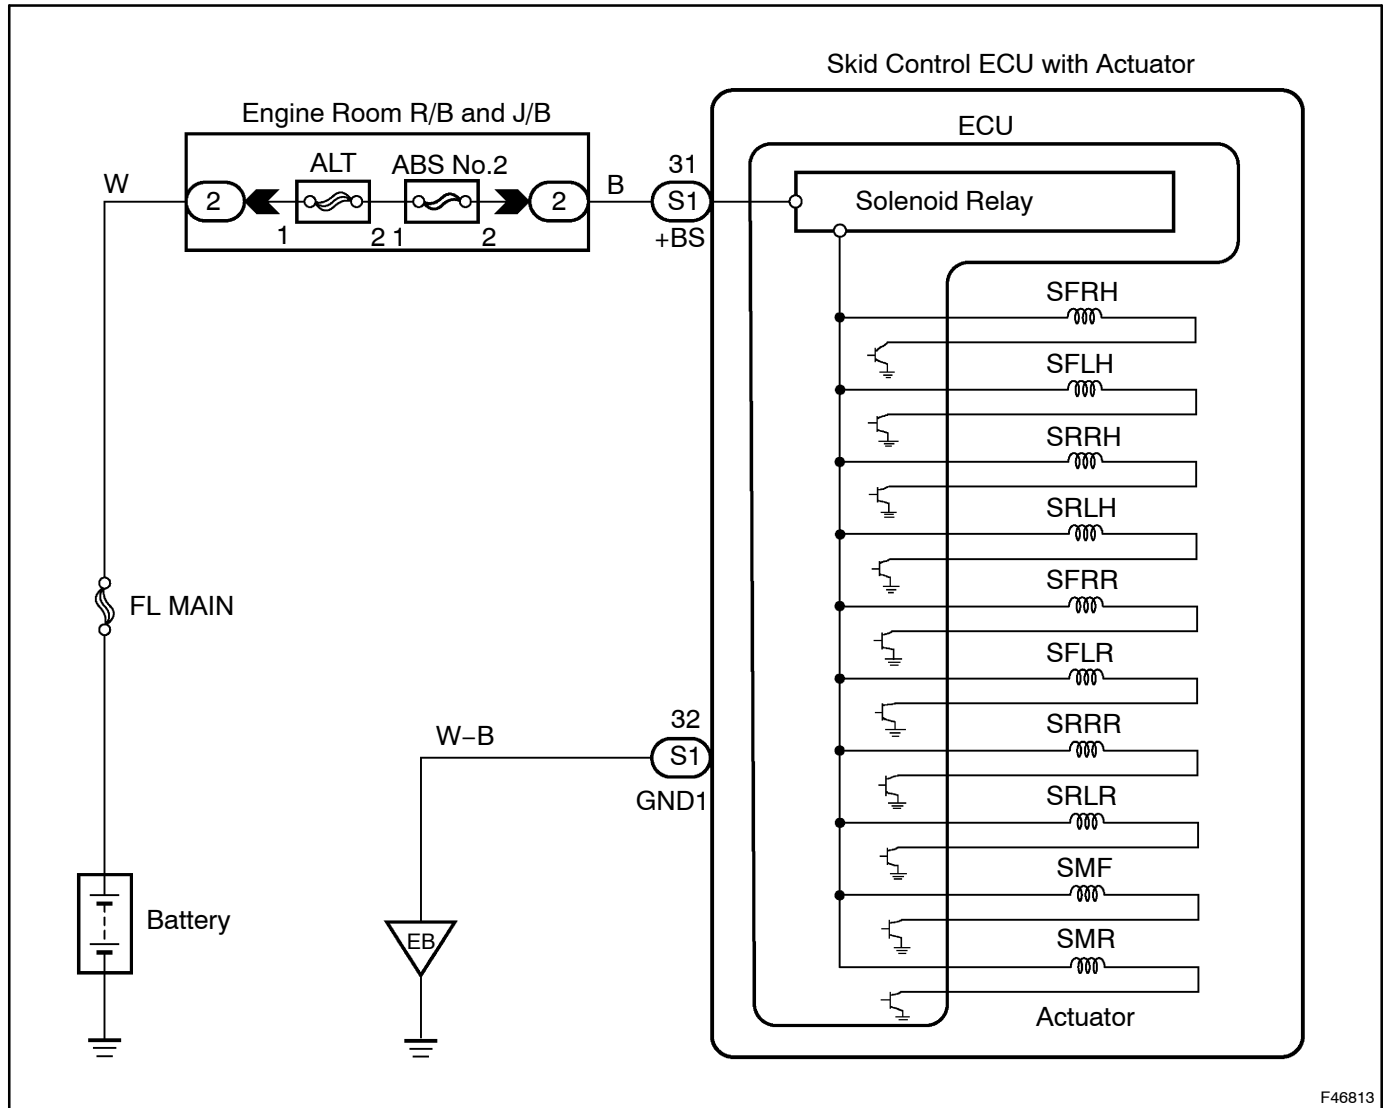 Skid Control ECU with Actuator
Engine Room R/B and J/B
ECU
ALT
ABS No.2
31
W
2
2
B
S1
Solenoid Relay
1
2
1
2
+BS
SFRH
SFLH
SRRH
SRLH
SFRR
FL MAIN
SFLR
SRRR
32
W−B
S1
GND1
SRLR
SMF
Battery
EB
SMR
Actuator
F46813